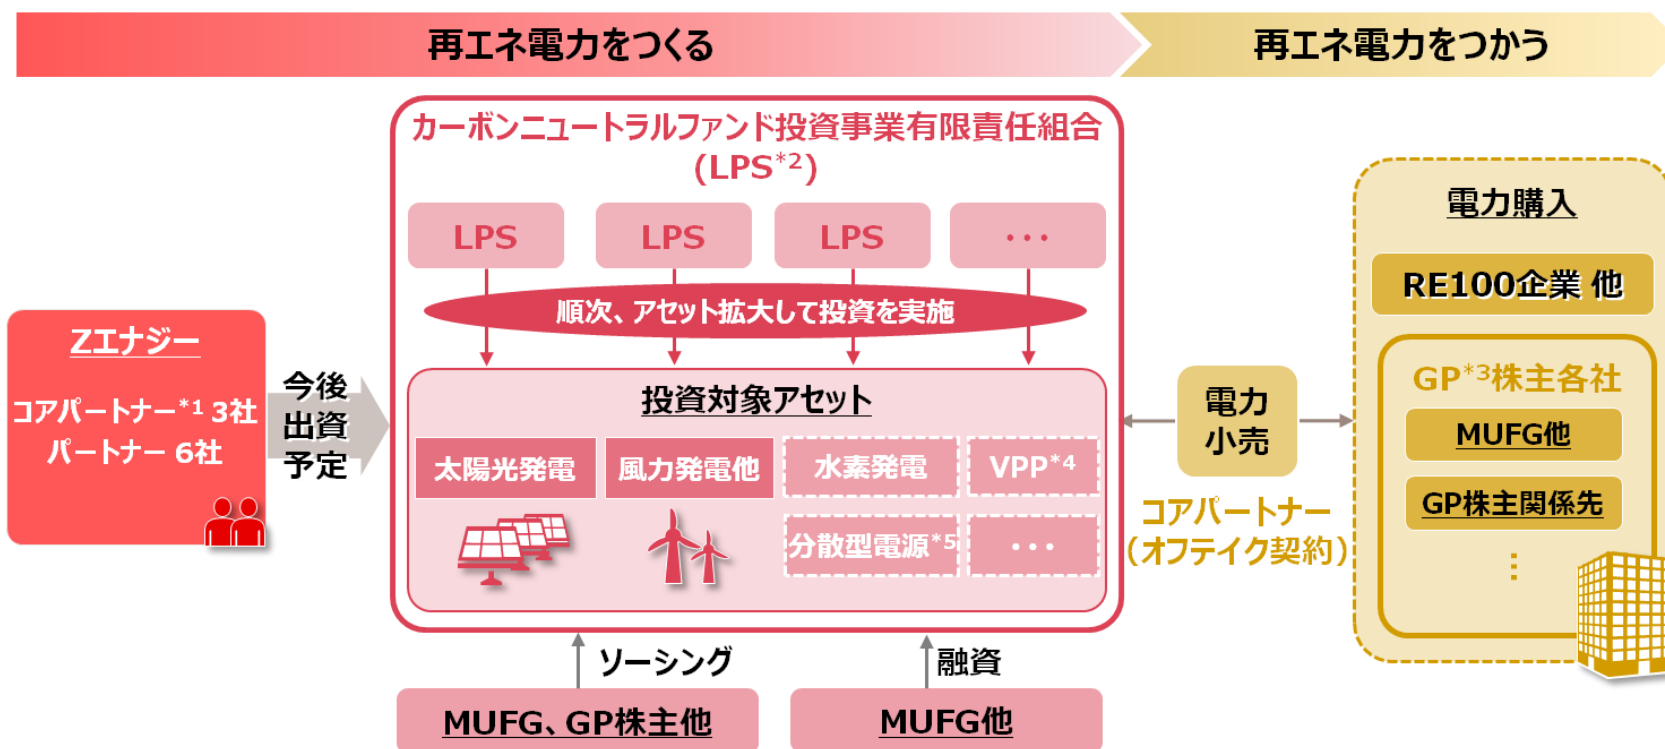 再エネ電力をつくる
再エネ電力をつかう
カーボンニュートラルファンド投資事業有限責任組合
(LPS*2)
LPS
LPS
LPS
･･･
順次、アセット拡大して投資を実施
Zエナジー
コアパートナー*1 3社
パートナー 6社
今後
出資
予定
投資対象アセット
太陽光発電
風力発電他
水素発電
VPP*4
分散型電源*5
･･･
ソーシング
融資
MUFG、GP株主他
MUFG他
電力
小売
コアパートナー
（オフテイク契約）
電力購入
RE100企業 他
GP*3株主各社
MUFG他
GP株主関係先
⋮